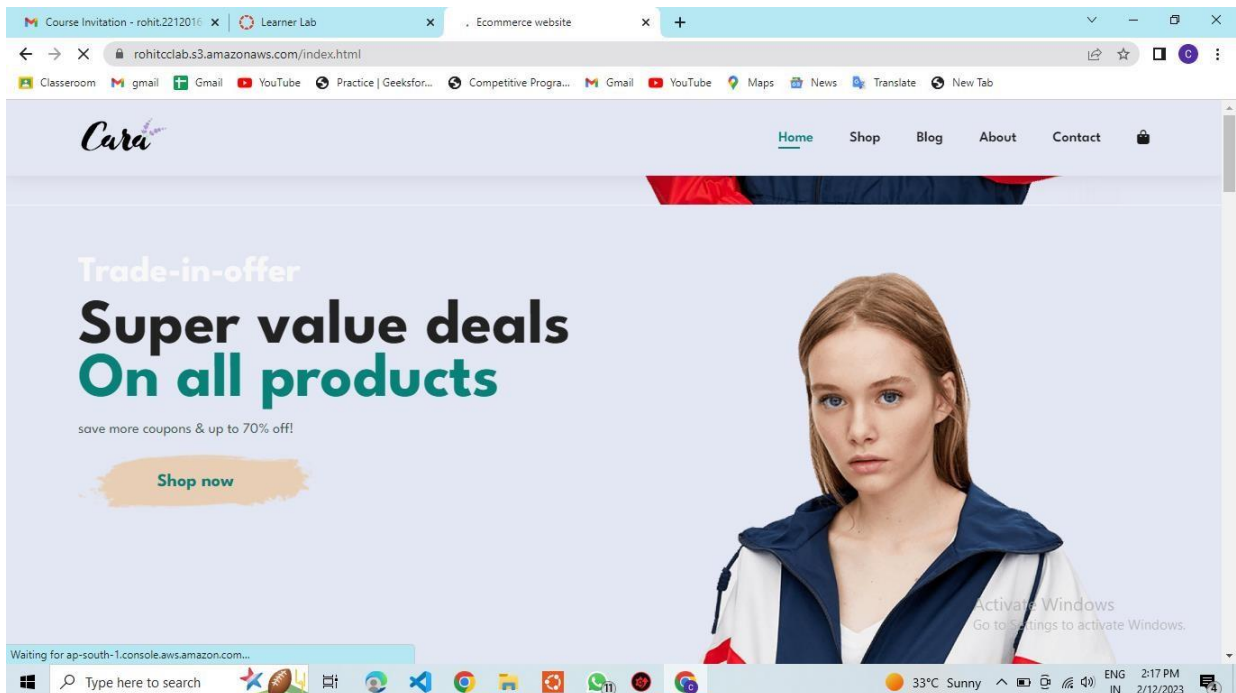 Course Invitation - rohit.2212016
Learner Lab
Ecommerce website
rohitcclab.s3.amazonaws.com/index.html
C
Classeroom gmail Gmail YouTube Practice | Geeksfor... Competitive Progra... Gmail YouTube Maps News Translate New Tab
Cara
Home Shop Blog About Contact
Trade-in-offer
Super value deals
On all products
save more coupons & up to 70% off!
Shop now
Activate Windows
Go to Settings to activate Windows.
Waiting for ap-south-1.console.aws.amazon.com...
Type here to search
11
33°C Sunny
ENG
IN
2:17 PM
2/12/2023
4